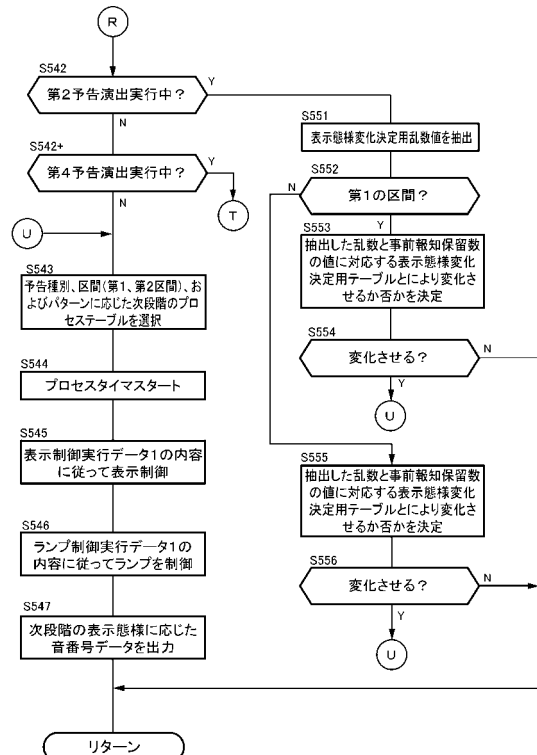 R
S542
第2予告演出実行中？
Y
N
S542+
第4予告演出実行中？
Y
N
T
U
S543
予告種別、区間(第1、第2区間)、お
よびパターンに応じた次段階のプロ
セステーブルを選択
S544
プロセスタイマスタート
S545
表示制御実行データ1の内容
に従って表示制御
S546
ランプ制御実行データ1の
内容に従ってランプを制御
S547
次段階の表示態様に応じた
音番号データを出力
リターン
S551
表示態様変化決定用乱数値を抽出
S552
第1の区間？
N
Y
S553
抽出した乱数と事前報知保留数
の値に対応する表示態様変化
決定用テーブルとにより変化さ
せるか否かを決定
S554
変化させる？
N
Y
U
S555
抽出した乱数と事前報知保留数
の値に対応する表示態様変化
決定用テーブルとにより変化さ
せるか否かを決定
S556
変化させる？
N
Y
U